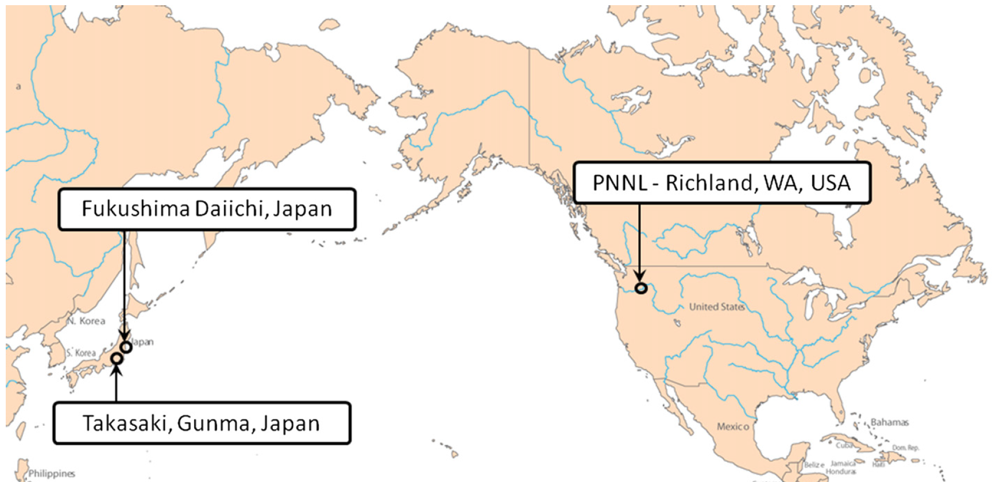 a
PNNL - Richland, WA, USA
Fukushima Daiichi, Japan
United States
N. Korea
Japan
S. Korea
Takasaki, Gunma, Japan
Mexico
Bahamas
Cuba
Dom. Rep.
Haiti
Belize
Jamaica
Honduras
Philippines